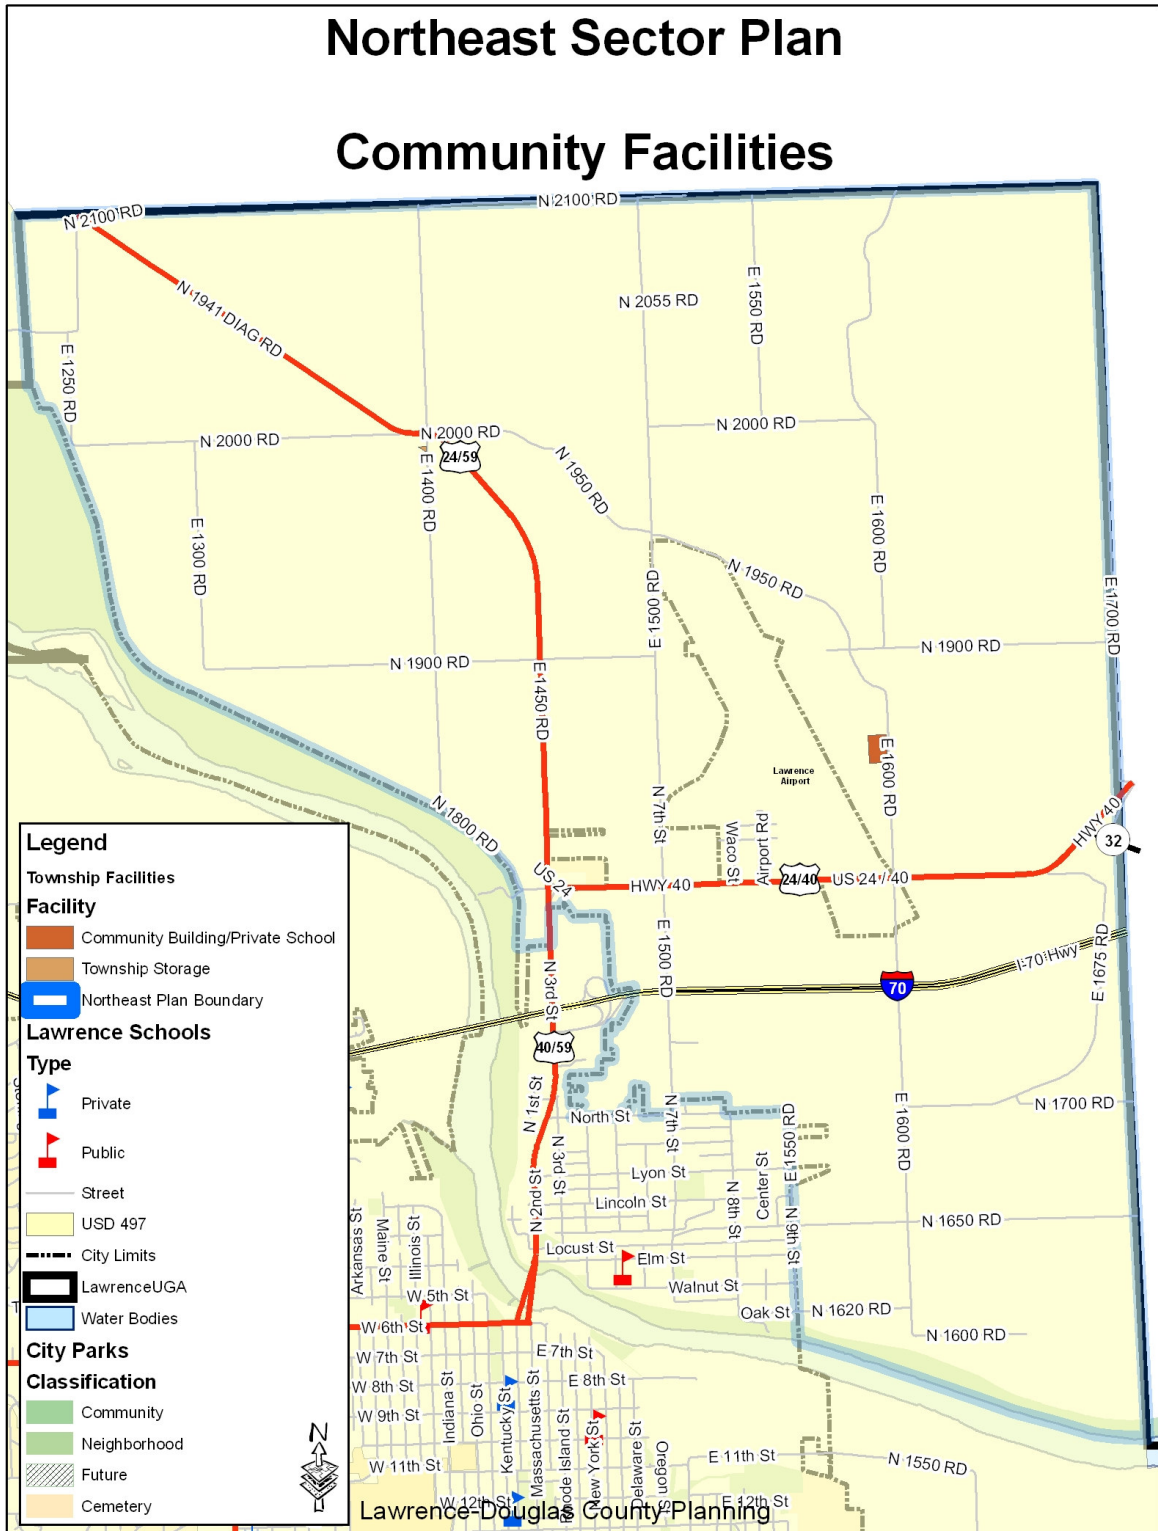 Northeast Sector Plan
Community Facilities
N 2100 RD
N 2100 RD
N 1941 DIAG RD
N 2055 RD
E 1550 RD
E 1250 RD
N 2000 RD
N 2000 RD
N 2000 RD
24/59
E 1400 RD
N 1950 RD
E 1300 RD
E 1600 RD
N 1950 RD
E 1500 RD
E 1700 RD
N 1900 RD
N 1900 RD
E 1450 RD
E 1600 RD
Lawrence
Airport
N 1800 RD
N 7th St
Waco St
Airport Rd
HWY 40
32
US 24
HWY 40
24/40
US 24 / 40
E 1500 RD
N 3rd St
I-70 Hwy
E 1675 RD
70
40/59
N 1st St
North St
N 7th St
E 1550 RD
E 1600 RD
N 1700 RD
N 3rd St
Lyon St
Center St
N 2nd St
Lincoln St
N 8th St
N 9th St
N 1650 RD
Arkansas St
Maine St
Illinois St
Locust St
Elm St
Walnut St
W 5th St
Oak St
N 1620 RD
W 6th St
N 1600 RD
W 7th St
E 7th St
W 8th St
E 8th St
W 9th St
Indiana St
Ohio St
Kentucky St
Massachusetts St
Rhode Island St
New York St
Delaware St
Oregon St
W 11th St
E 11th St
N 1550 RD
W 12th St
E 12th St
Lawrence-Douglas County Planning
Legend
Township Facilities
Facility
Community Building/Private School
Township Storage
Northeast Plan Boundary
Lawrence Schools
Type
Private
Public
Street
USD 497
City Limits
LawrenceUGA
Water Bodies
City Parks
Classification
Community
Neighborhood
Future
Cemetery
N